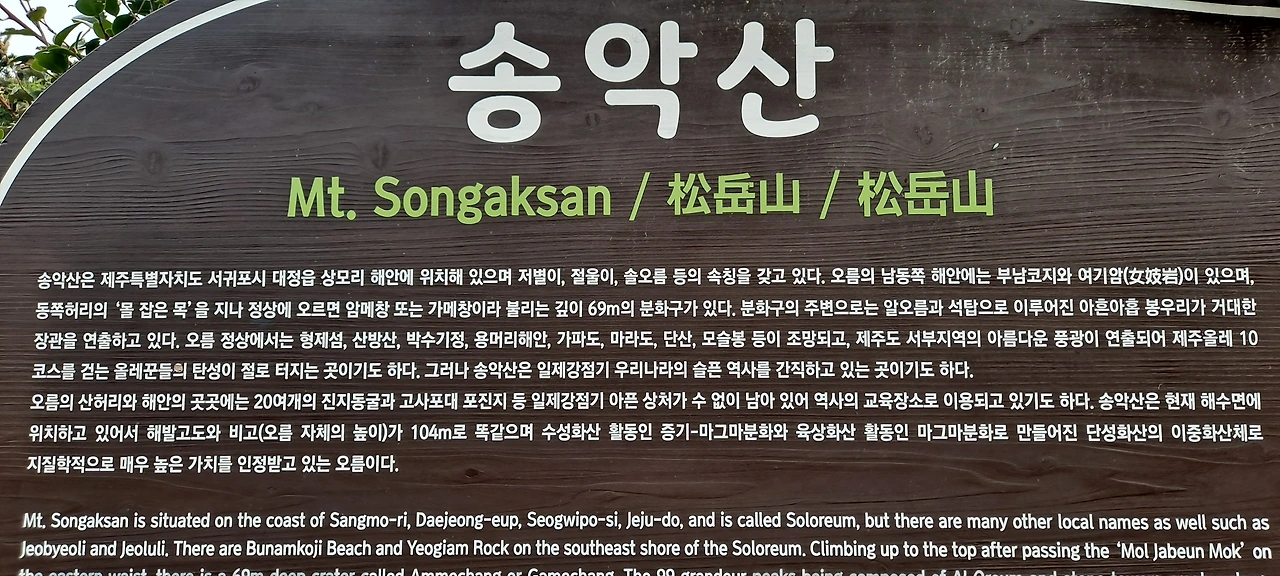 송악산
Mt. Songaksan / 松岳山 / 松岳山
송악산은 제주특별자치도 서귀포시 대정읍 상모리 해안에 위치해 있으며 저별이, 절울이, 솔오름 등의 속칭을 갖고 있다. 오름의 남동쪽 해안에는 부남코지와 여기암(女妓岩)이 있으며,
동쪽허리의 ‘몰 잡은 목’을 지나 정상에 오르면 암메창 또는 가메창이라 불리는 깊이 69m의 분화구가 있다. 분화구의 주변으로는 알오름과 석탑으로 이루어진 아흔아홉 봉우리가 거대한
장관을 연출하고 있다. 오름 정상에서는 형제섬, 산방산, 박수기정, 용머리해안, 가파도, 마라도, 단산, 모슬봉 등이 조망되고, 제주도 서부지역의 아름다운 풍광이 연출되어 제주올레 10
코스를 걷는 올레꾼들의 탄성이 절로 터지는 곳이기도 하다. 그러나 송악산은 일제강점기 우리나라의 슬픈 역사를 간직하고 있는 곳이기도 하다.
오름의 산허리와 해안의 곳곳에는 20여개의 진지동굴과 고사포대 포진지 등 일제강점기 아픈 상처가 수 없이 남아 있어 역사의 교육장소로 이용되고 있기도 하다. 송악산은 현재 해수면에
위치하고 있어서 해발고도와 비고(오름 자체의 높이)가 104m로 똑같으며 수성화산 활동인 증기-마그마분화와 육상화산 활동인 마그마분화로 만들어진 단성화산의 이중화산체로
지질학적으로 매우 높은 가치를 인정받고 있는 오름이다.
Mt. Songaksan is situated on the coast of Sangmo-ri, Daejeong-eup, Seogwipo-si, Jeju-do, and is called Soloreum, but there are many other local names as well such as
Jeobyeoli and Jeoluli. There are Bunamkoji Beach and Yeogiam Rock on the southeast shore of the Soloreum. Climbing up to the top after passing the ‘Mol Jabeun Mok’ on